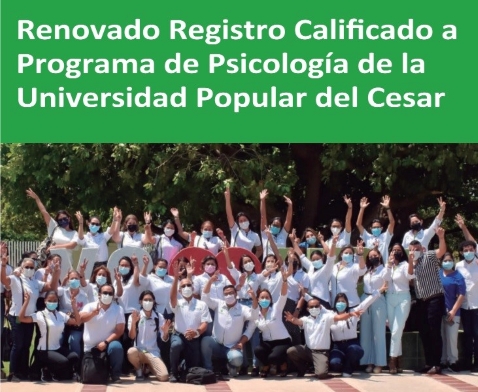 Renovado Registro Calificado a
Programa de Psicología de la
Universidad Popular del Cesar